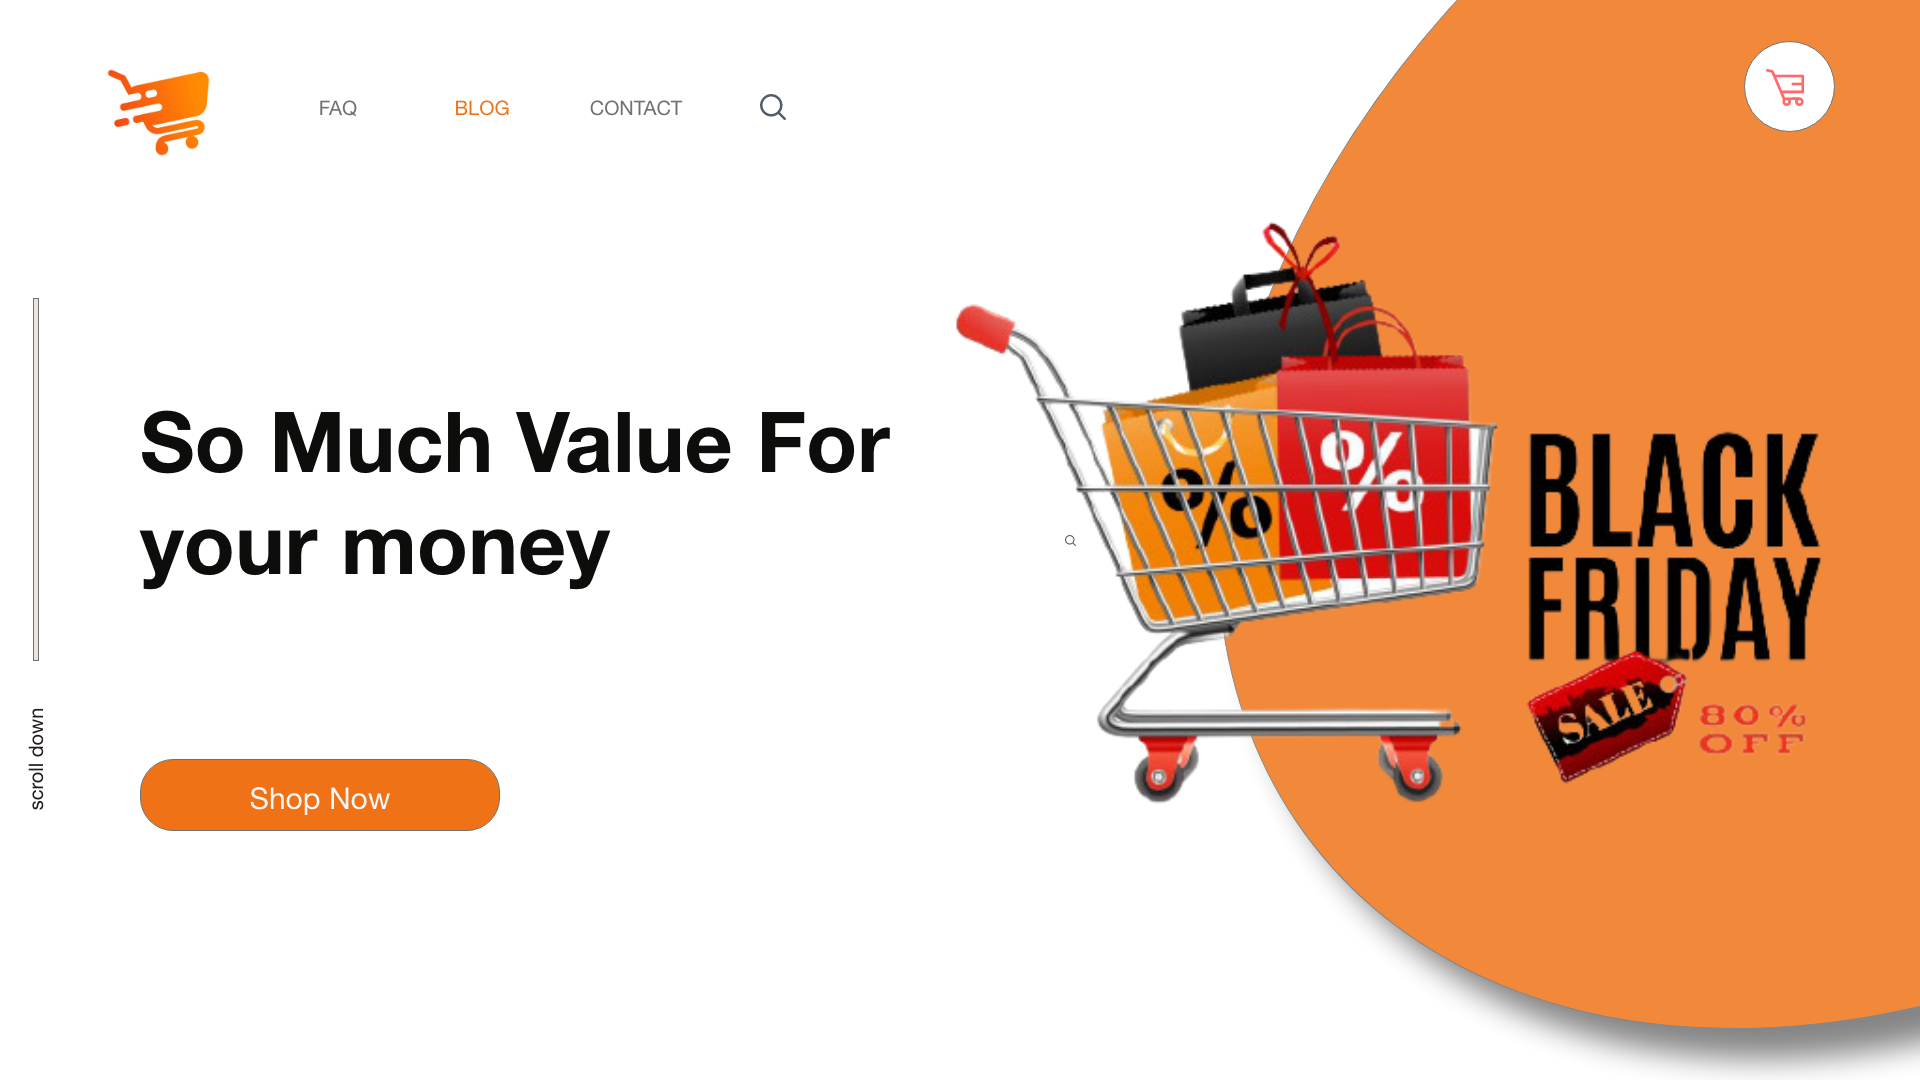 FAQ
BLOG
CONTACT
So Much Value For
your money
Shop Now
scroll down
%
%
BLACK
FRIDAY
SALE
80%
OFF